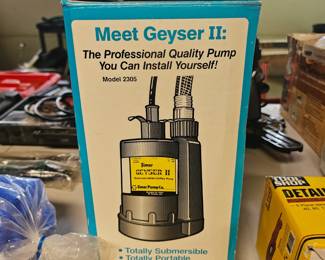 Meet Geyser II:
The Professional Quality Pump
You Can Install Yourself!
Model 2305
Simer
GEYSER II
Simer Pump Co.
• Totally Submersible
• Totally Portable
SHOP
DETAIL